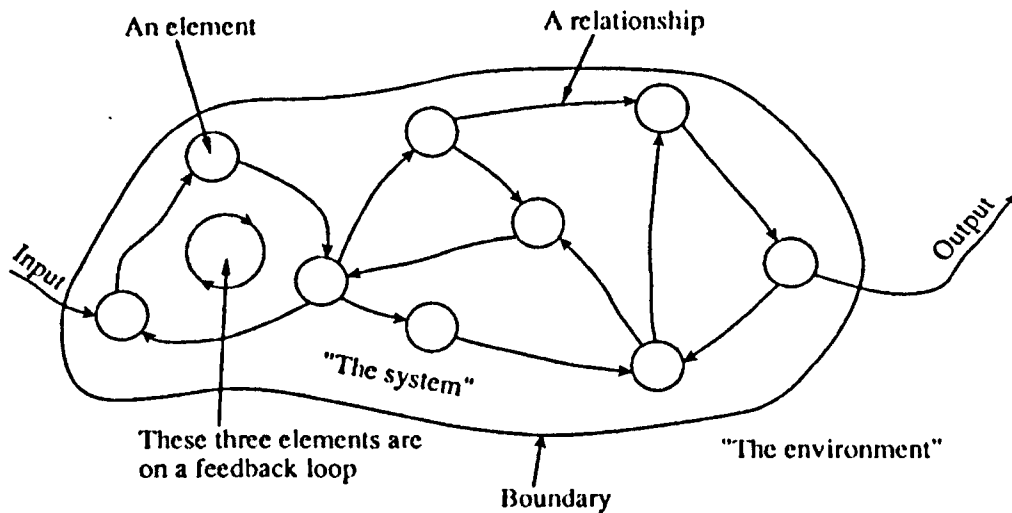 An element
A relationship
Input
Output
"The system"
These three elements are
on a feedback loop
"The environment"
Boundary